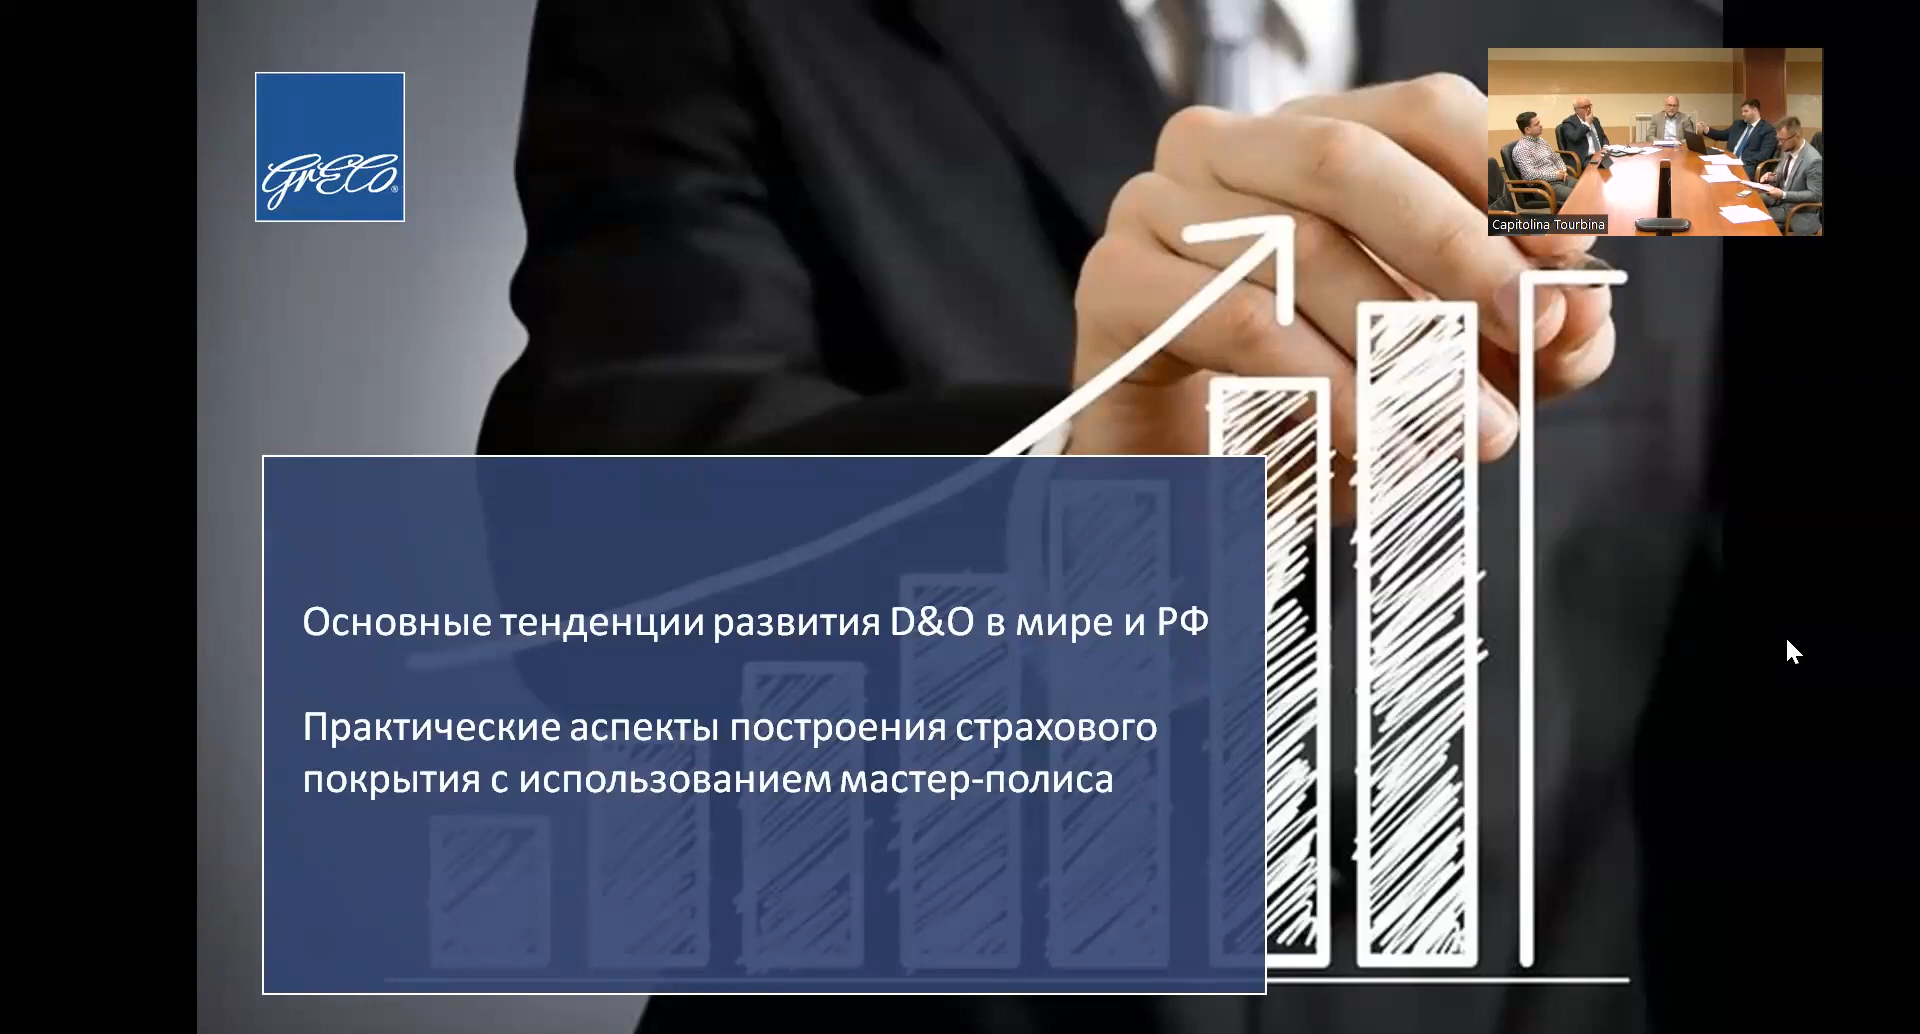 GrECo®
Capitolina Tourbina
Основные тенденции развития D&O в мире и РФ
Практические аспекты построения страхового
покрытия с использованием мастер-полиса